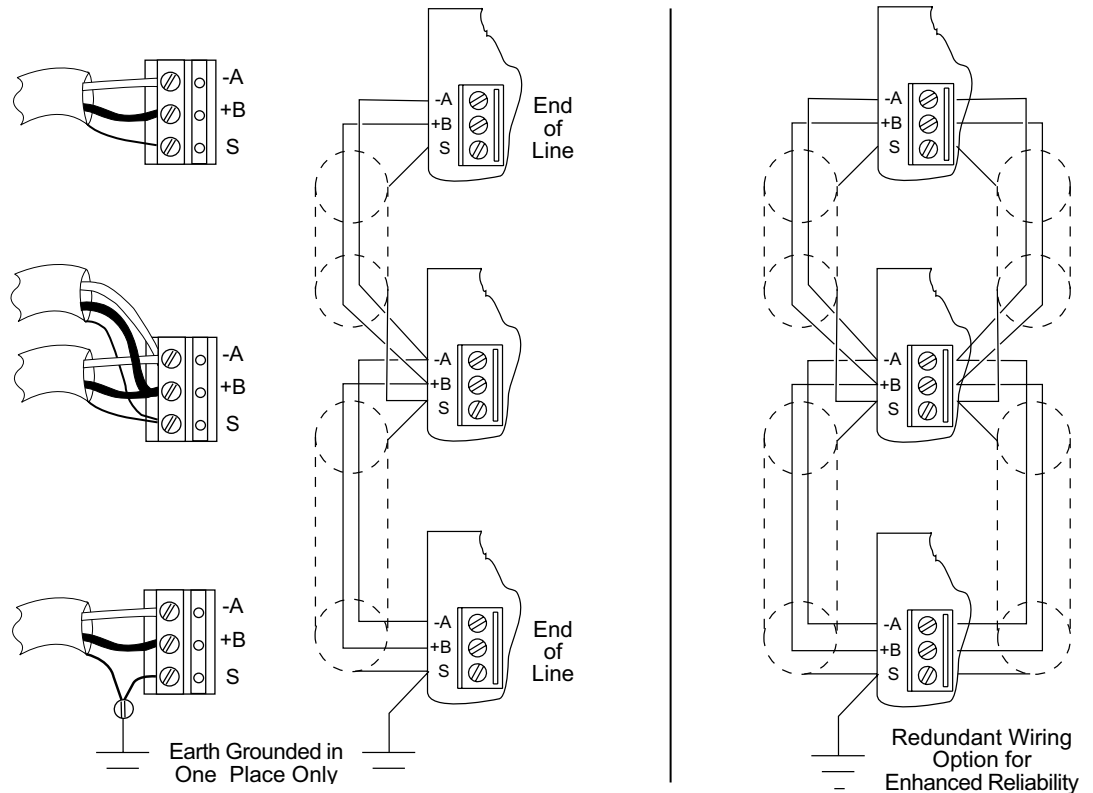 -A
+B
S
-A
+B
S
End
of
Line
-A
+B
S
-A
+B
S
-A
+B
S
-A
+B
S
-A
+B
S
-A
+B
S
End
of
Line
-A
+B
S
Earth Grounded in
One Place Only
Redundant Wiring
Option for
Enhanced Reliability